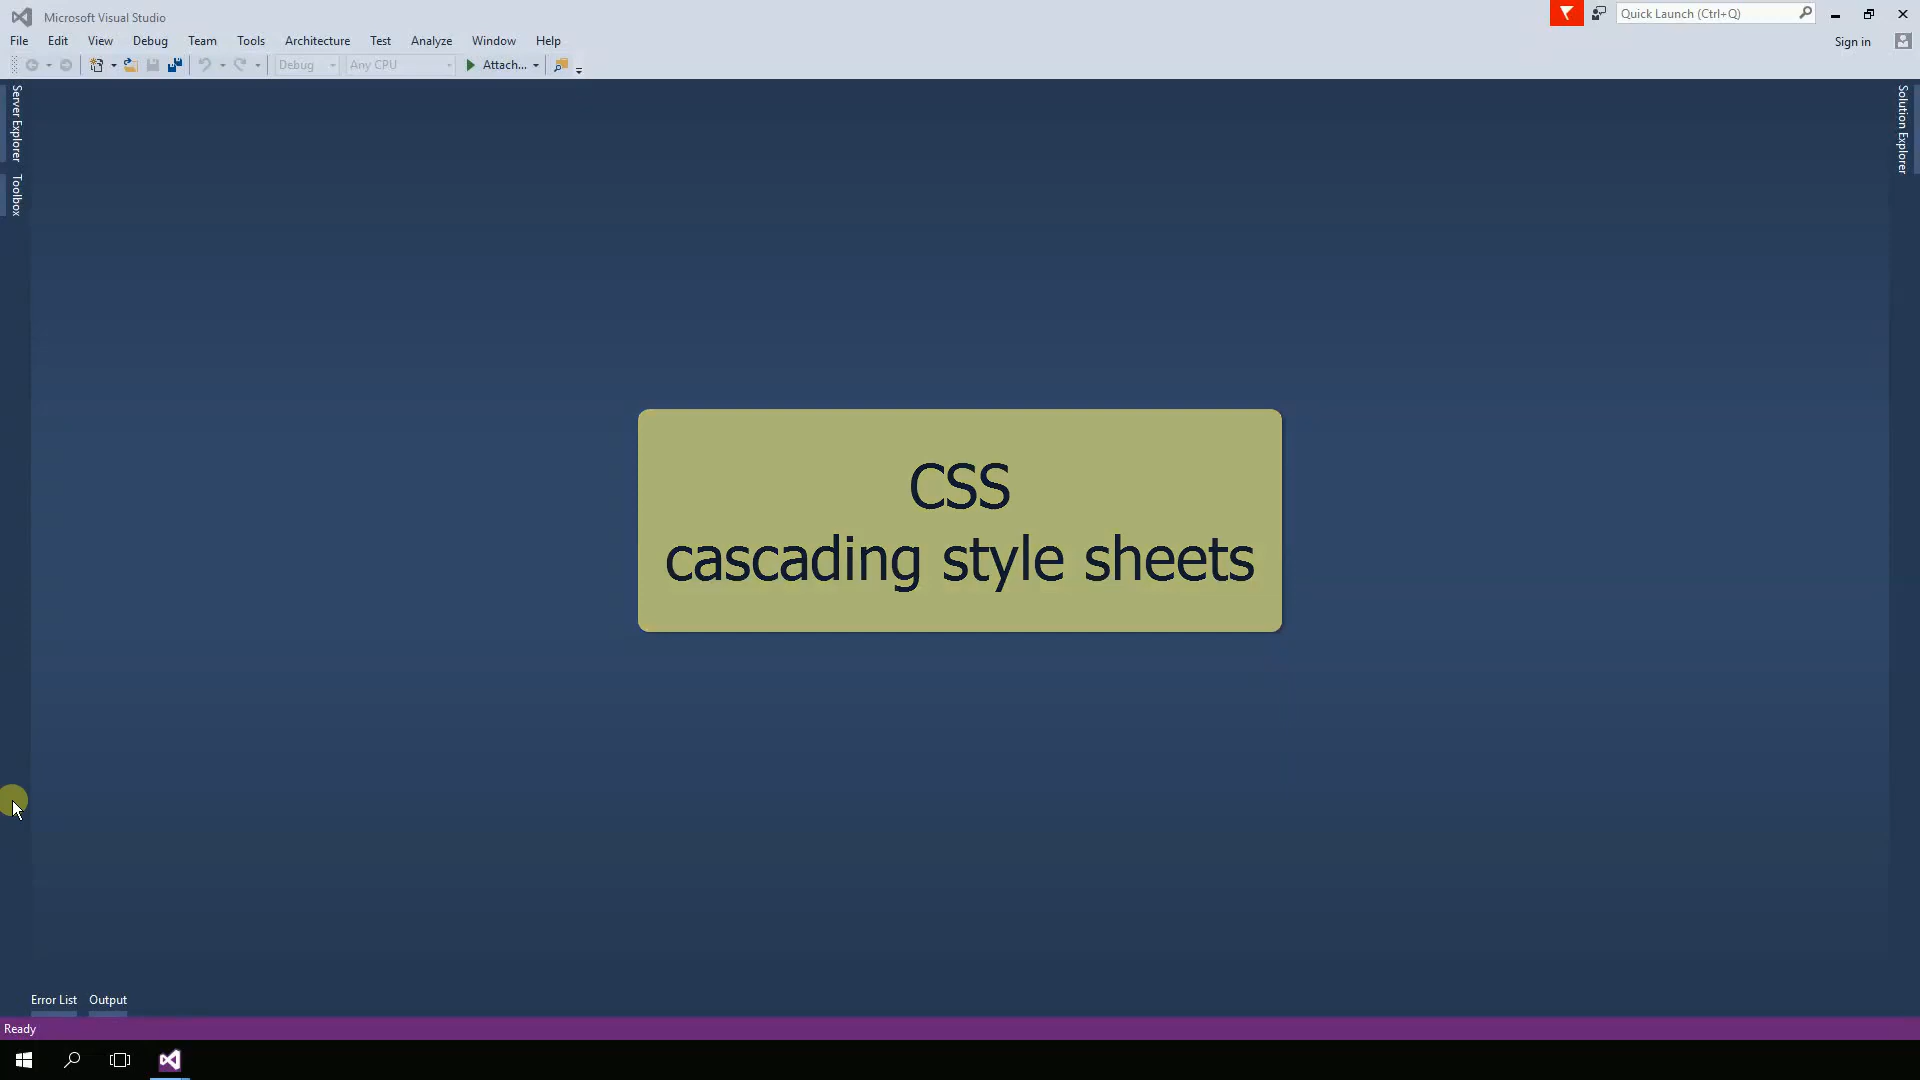 Microsoft Visual Studio
Quick Launch (Ctrl+Q)
File Edit View Debug Team Tools Architecture Test Analyze Window Help
Sign in
Debug Any CPU Attach...
Server Explorer
Toolbox
Solution Explorer
CSS
cascading style sheets
Error List Output
Ready